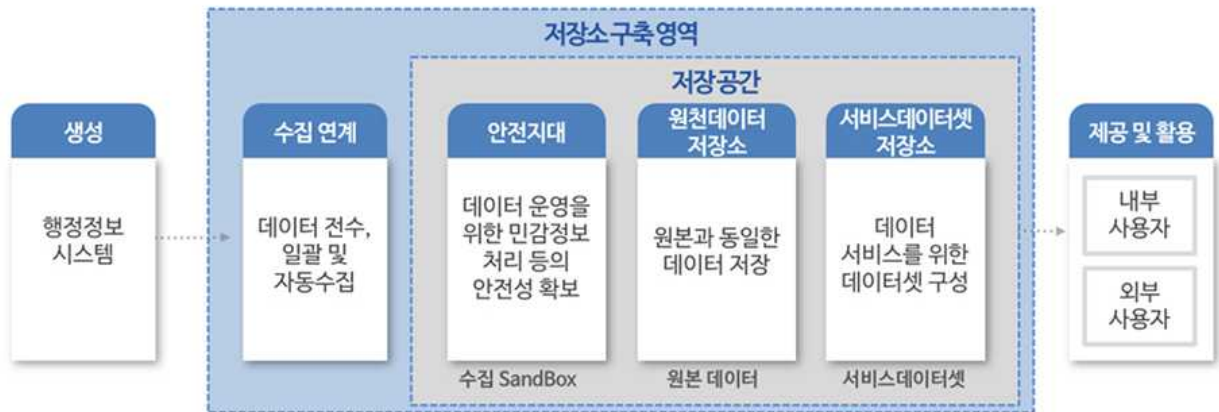 저장소 구축 영역
저장 공간
생성
행정정보
시스템
수집 연계
데이터 전수,
일괄 및
자동수집
안전지대
데이터 운영을
위한 민감정보
처리 등의
안전성 확보
수집 SandBox
원천데이터
저장소
원본과 동일한
데이터 저장
원본 데이터
서비스데이터셋
저장소
데이터
서비스를 위한
데이터셋 구성
서비스데이터셋
제공 및 활용
내부
사용자
외부
사용자